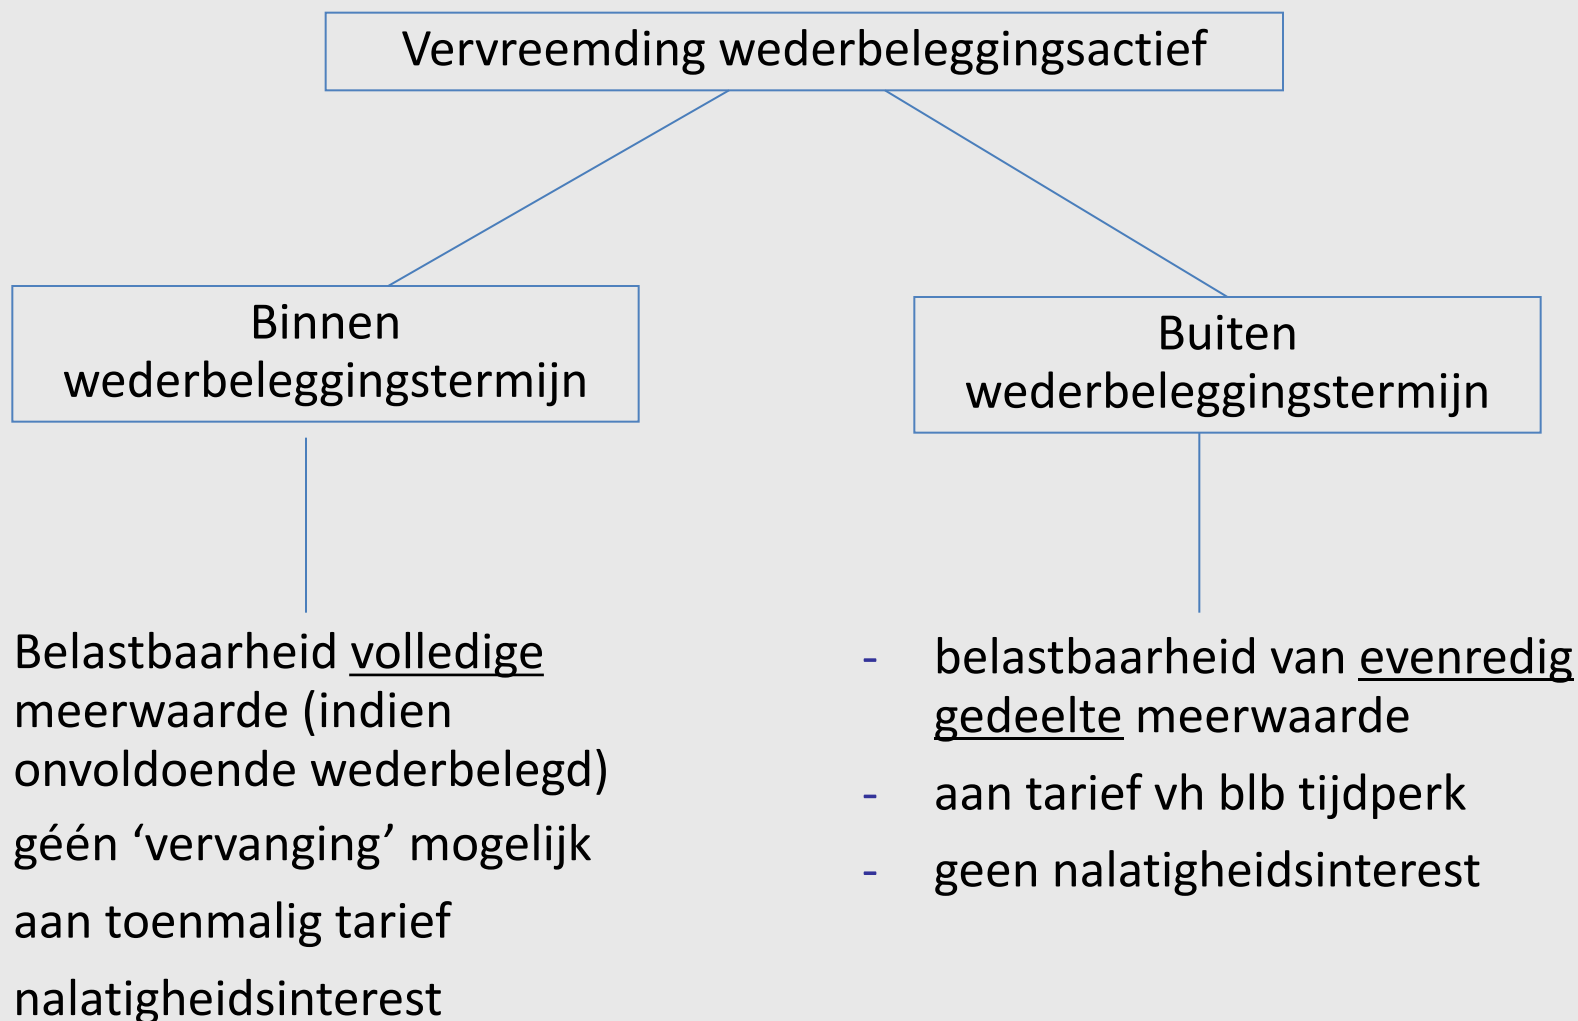 Vervreemding wederbeleggingsactief
Binnen
wederbeleggingstermijn
Buiten
wederbeleggingstermijn
Belastbaarheid volledige
meerwaarde (indien
onvoldoende wederbelegd)
géén ‘vervanging’ mogelijk
aan toenmalig tarief
nalatigheidsinterest
- belastbaarheid van evenredig
gedeelte meerwaarde
- aan tarief vh blb tijdperk
- geen nalatigheidsinterest